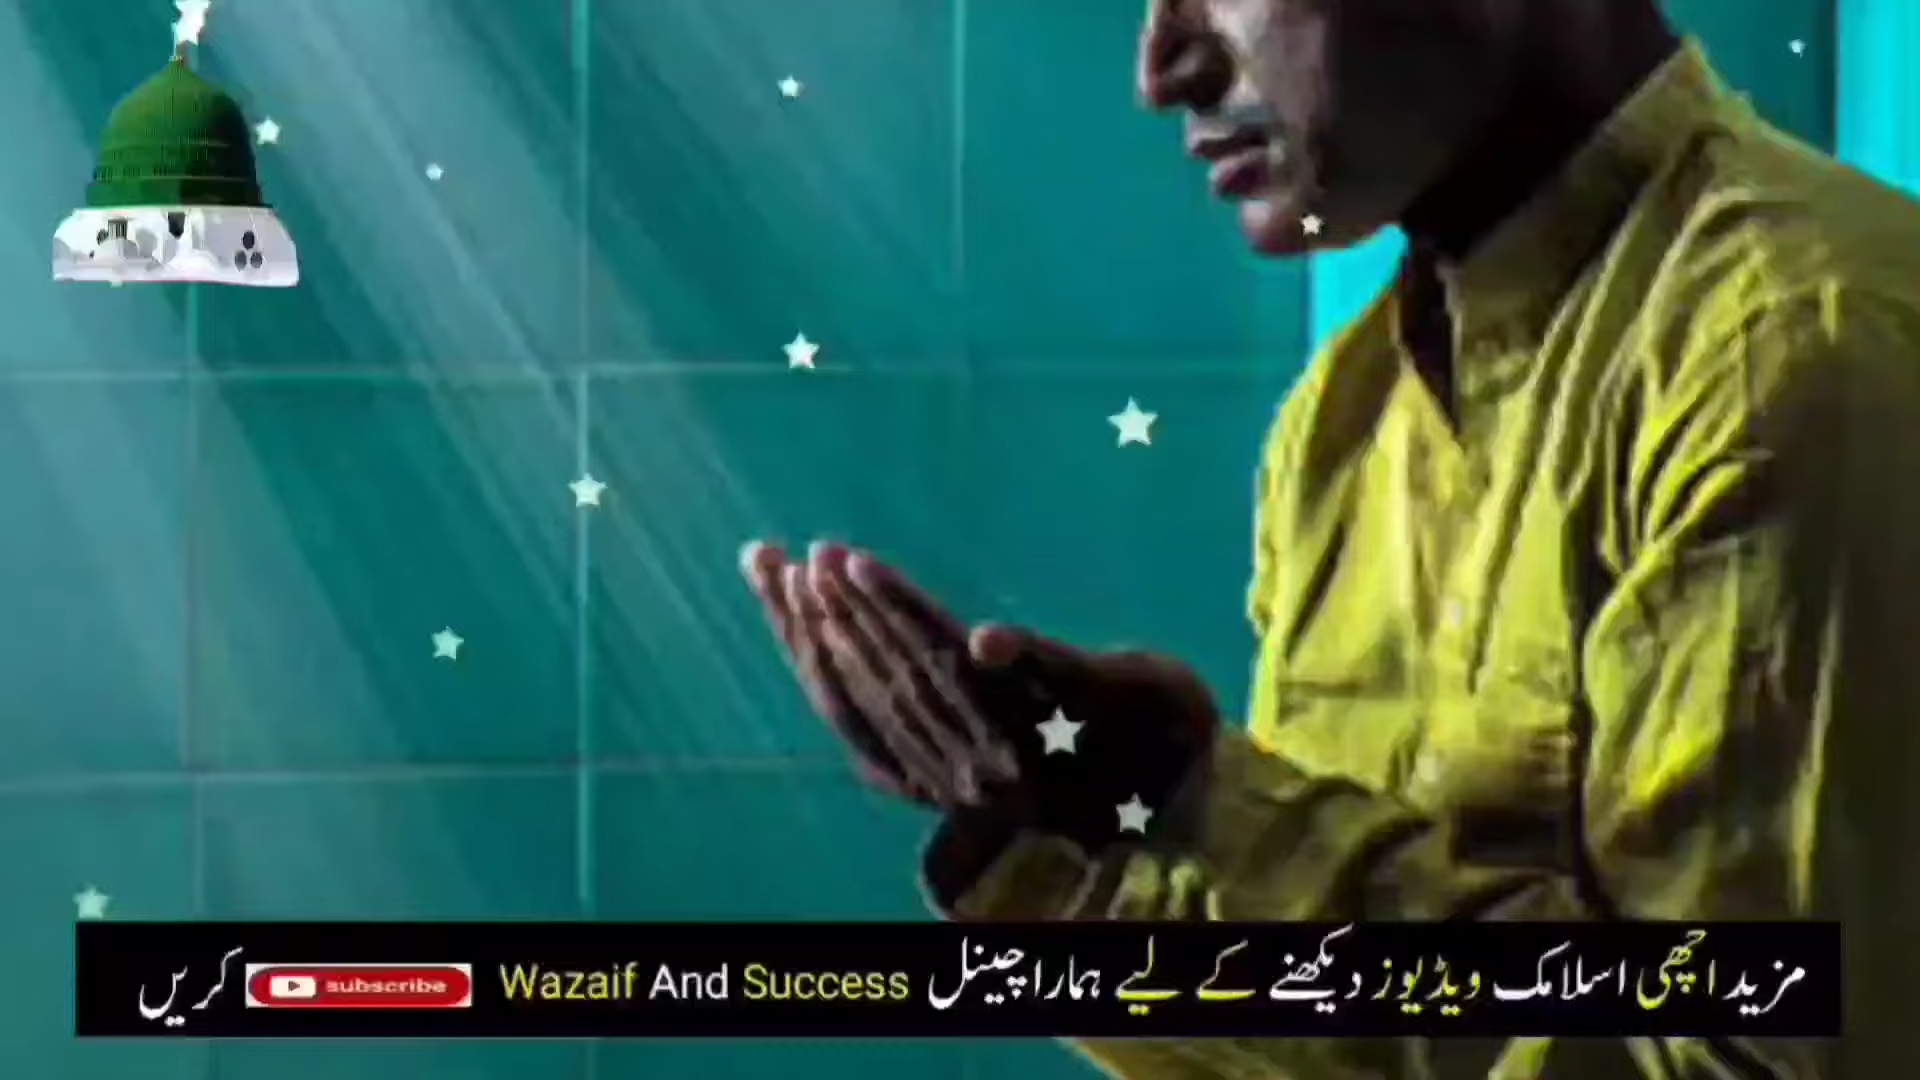 مزید اچھی اسلامک ویڈیوز دیکھنے کے لیے ہمارا چینل Wazaif And Success subscribe کریں